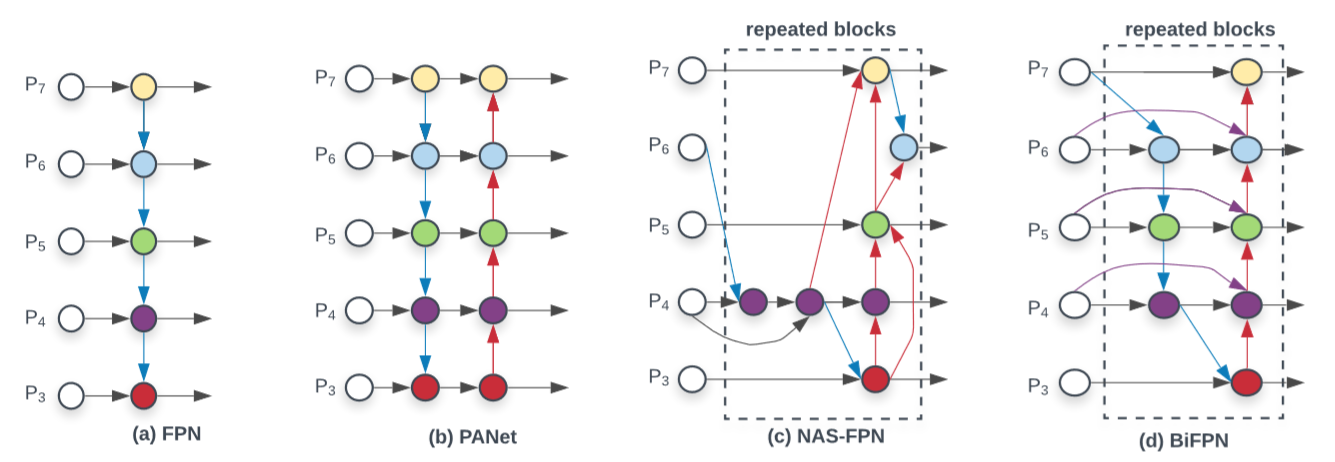 repeated blocks
repeated blocks
P7
P6
P5
P4
P3
(a) FPN
P7
P6
P5
P4
P3
(b) PANet
P7
P6
P5
P4
P3
(c) NAS-FPN
P7
P6
P5
P4
P3
(d) BiFPN